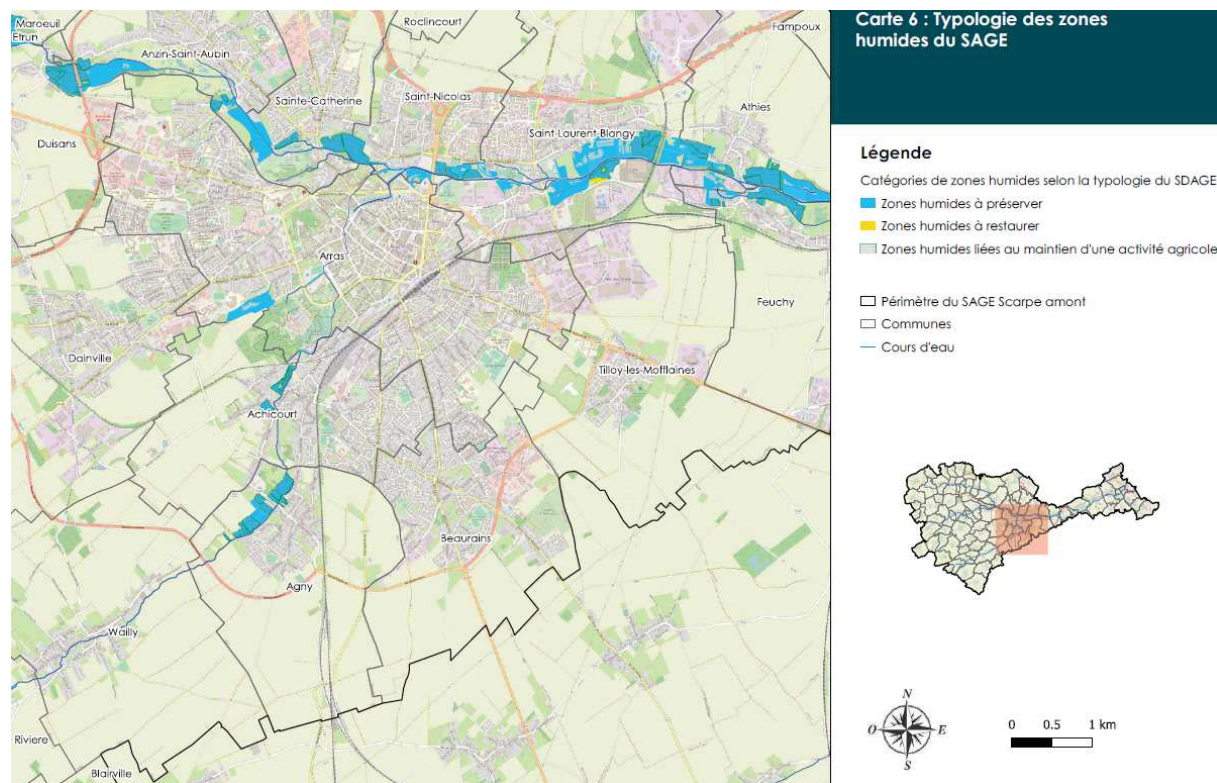 Carte 6 : Typologie des zones
humides du SAGE
Légende
Catégories de zones humides selon la typologie du SDAGE
Zones humides à préserver
Zones humides à restaurer
Zones humides liées au maintien d'une activité agricole
Périmètre du SAGE Scarpe amont
Communes
Cours d'eau
N
O
E
S
0 0.5 1 km
Maroeuil
Etrun
Roclincourt
Fampoux
Anzin-Saint-Aubin
Sainte-Catherine
Saint-Nicolas
Athies
Duisans
Saint-Laurent-Blangy
Arras
Feuchy
Dainville
Tilloy-les-Mofflaines
Achicourt
Beaurains
Agny
Wailly
Riviere
Blairville